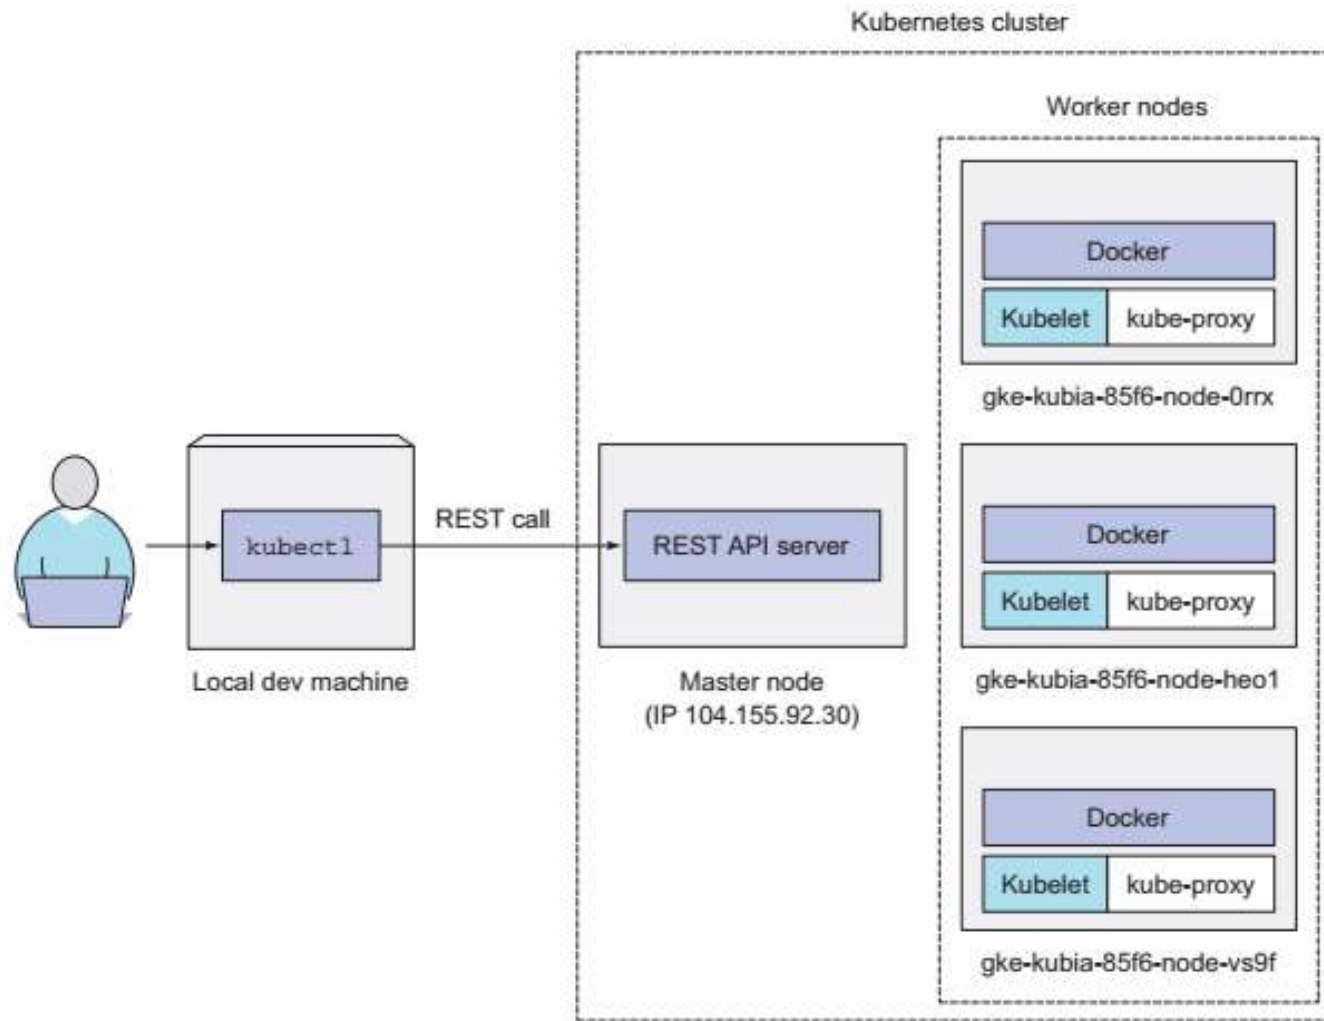 Kubernetes cluster
Worker nodes
Docker
Kubelet
kube-proxy
gke-kubia-85f6-node-0rrx
kubectl
REST call
REST API server
Local dev machine
Master node
(IP 104.155.92.30)
Docker
Kubelet
kube-proxy
gke-kubia-85f6-node-heo1
Docker
Kubelet
kube-proxy
gke-kubia-85f6-node-vs9f